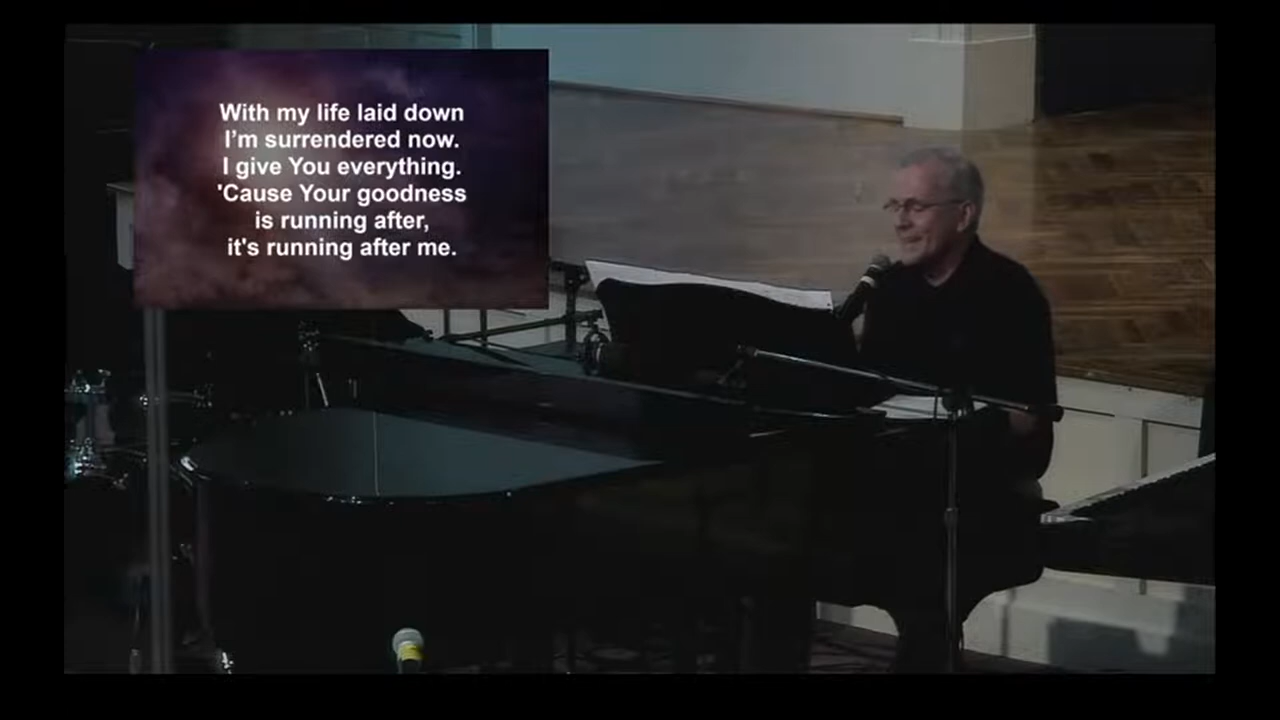 With my life laid down
I’m surrendered now.
I give You everything.
'Cause Your goodness
is running after,
it's running after me.